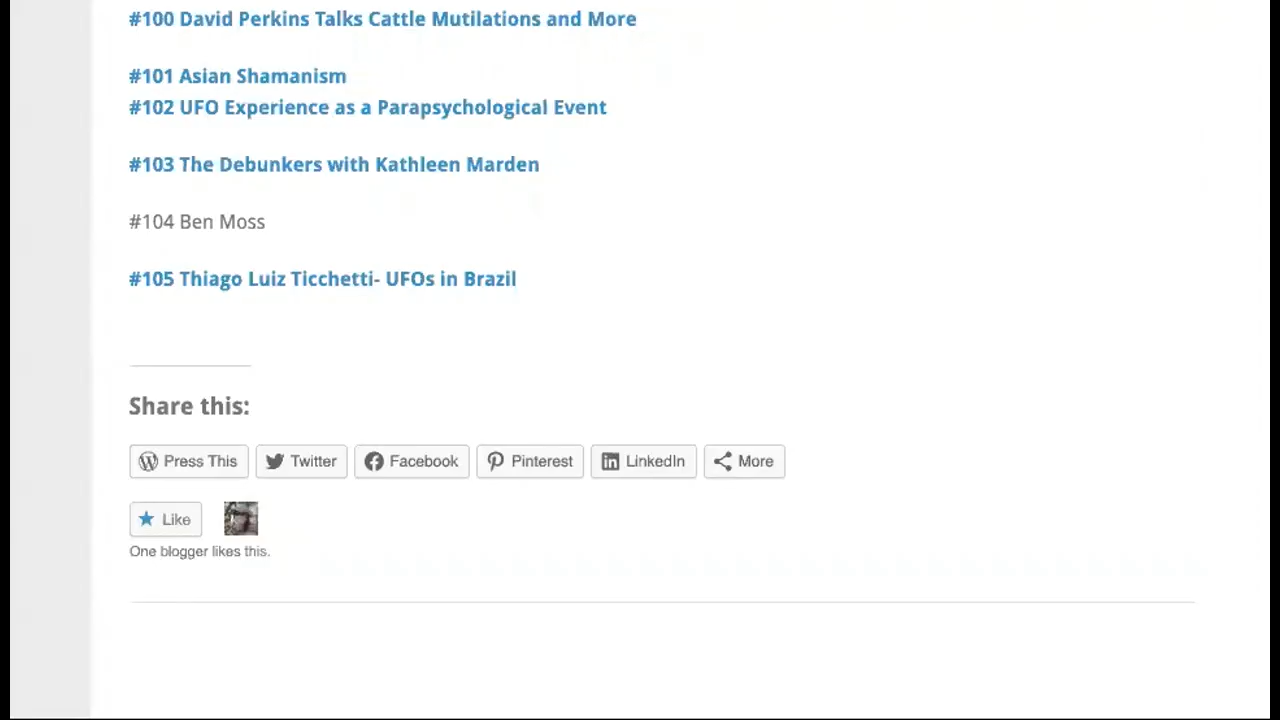 #100 David Perkins Talks Cattle Mutilations and More
#101 Asian Shamanism
#102 UFO Experience as a Parapsychological Event
#103 The Debunkers with Kathleen Marden
#104 Ben Moss
#105 Thiago Luiz Ticchetti- UFOs in Brazil
Share this:
Press This Twitter Facebook Pinterest LinkedIn More
Like
One blogger likes this.